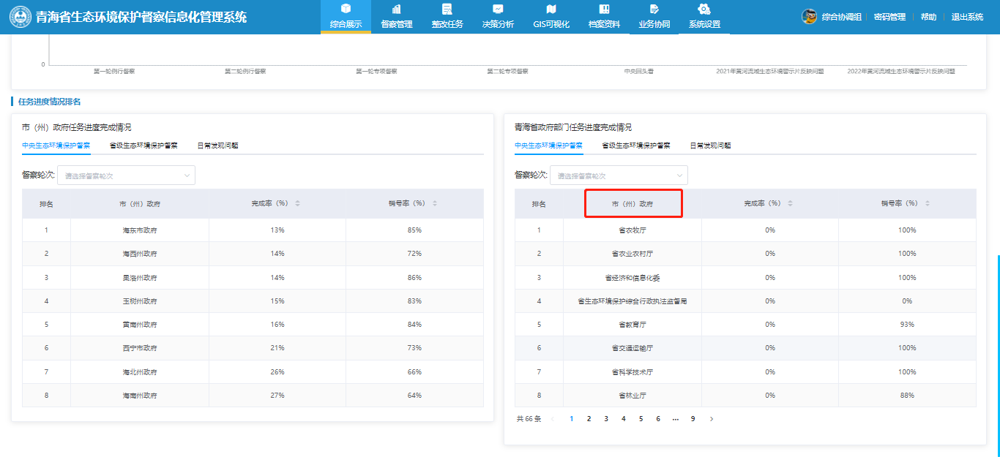 青海省生态环境保护督察信息化管理系统
综合展示 督察管理 整改任务 决策分析 GIS可视化 档案资料 业务协同 系统设置
综合协调组 密码管理 帮助 退出系统
0
第一轮例行督察 第二轮例行督察 第一轮专项督察 第二轮专项督察 中央回头看 2021年黄河流域生态环境警示片反映问题 2022年黄河流域生态环境警示片反映问题
任务进度情况排名
市（州）政府任务进度完成情况
中央生态环境保护督察 省级生态环境保护督察 日常发现问题
督察轮次: 请选择督察轮次
排名 市（州）政府 完成率（%） 销号率（%）
1 海东市政府 13% 85%
2 海西州政府 14% 72%
3 果洛州政府 14% 86%
4 玉树州政府 15% 83%
5 黄南州政府 16% 84%
6 西宁市政府 21% 73%
7 海北州政府 26% 66%
8 海南州政府 27% 64%
青海省政府部门任务进度完成情况
中央生态环境保护督察 省级生态环境保护督察 日常发现问题
督察轮次: 请选择督察轮次
排名 市（州）政府 完成率（%） 销号率（%）
1 省农牧厅 0% 100%
2 省农业农村厅 0% 100%
3 省经济和信息化委 0% 100%
4 省生态环境保护综合行政执法监督局 0% 0%
5 省教育厅 0% 93%
6 省交通运输厅 0% 100%
7 省科学技术厅 0% 100%
8 省林业厅 0% 88%
共 66 条 1 2 3 4 5 6 ··· 9